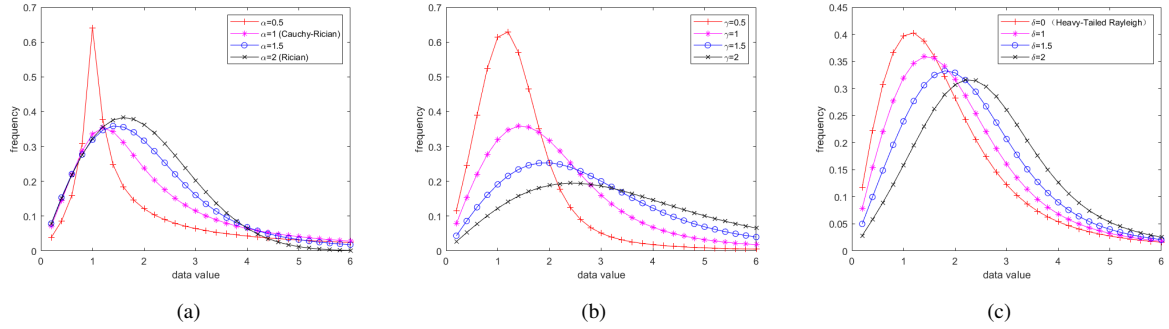 0.7
0.6
0.5
0.4
0.3
0.2
0.1
0
frequency
0 1 2 3 4 5 6
data value
α=0.5
α=1 (Cauchy-Rician)
α=1.5
α=2 (Rician)
(a)
0.7
0.6
0.5
0.4
0.3
0.2
0.1
0
frequency
0 1 2 3 4 5 6
data value
γ=0.5
γ=1
γ=1.5
γ=2
(b)
0.45
0.4
0.35
0.3
0.25
0.2
0.15
0.1
0.05
0
frequency
0 1 2 3 4 5 6
data value
δ=0 （Heavy-Tailed Rayleigh）
δ=1
δ=1.5
δ=2
(c)